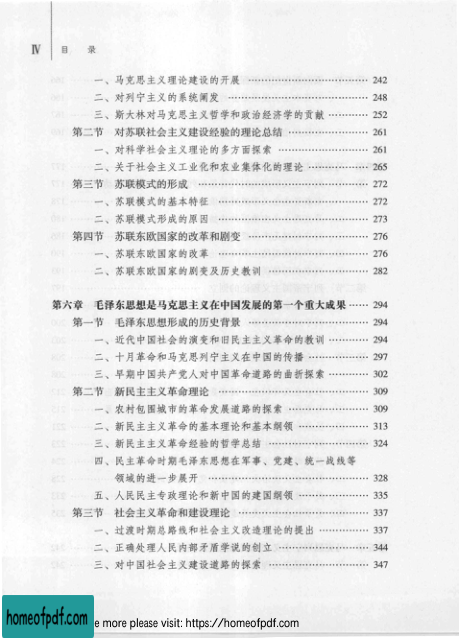 Ⅳ 目 录
一、马克思主义理论建设的开展 ………………………… 242
二、对列宁主义的系统阐发 ………………………… 248
三、斯大林对马克思主义哲学和政治经济学的贡献 ………… 252
第二节 对苏联社会主义建设经验的理论总结 ………………… 261
一、对科学社会主义理论的多方面探索 ………………… 261
二、关于社会主义工业化和农业集体化的理论 …………… 265
第三节 苏联模式的形成 ………………………… 272
一、苏联模式的基本特征 ………………………… 272
二、苏联模式形成的原因 ………………………… 273
第四节 苏联东欧国家的改革和剧变 ………………………… 276
一、苏联东欧国家的改革 ………………………… 276
二、苏联东欧国家的剧变及历史教训 ………………… 282
第六章 毛泽东思想是马克思主义在中国发展的第一个重大成果 …… 294
第一节 毛泽东思想形成的历史背景 ………………………… 294
一、近代中国社会的演变和旧民主主义革命的教训 ………… 294
二、十月革命和马克思列宁主义在中国的传播 …………… 297
三、早期中国共产党人对中国革命道路的曲折探索 ………… 302
第二节 新民主主义革命理论 ………………………… 309
一、农村包围城市的革命发展道路的探索 ………………… 309
二、新民主主义革命的基本理论和基本纲领 ……………… 313
三、新民主主义革命经验的哲学总结 ………………… 324
四、民主革命时期毛泽东思想在军事、党建、统一战线等
领域的进一步展开 ………………………… 328
五、人民民主专政理论和新中国的建国纲领 ……………… 335
第三节 社会主义革命和建设理论 ………………………… 337
一、过渡时期总路线和社会主义改造理论的提出 …………… 337
二、正确处理人民内部矛盾学说的创立 ………………… 344
三、对中国社会主义建设道路的探索 ………………… 347
homeofpdf.com
e more please visit: https://homeofpdf.com